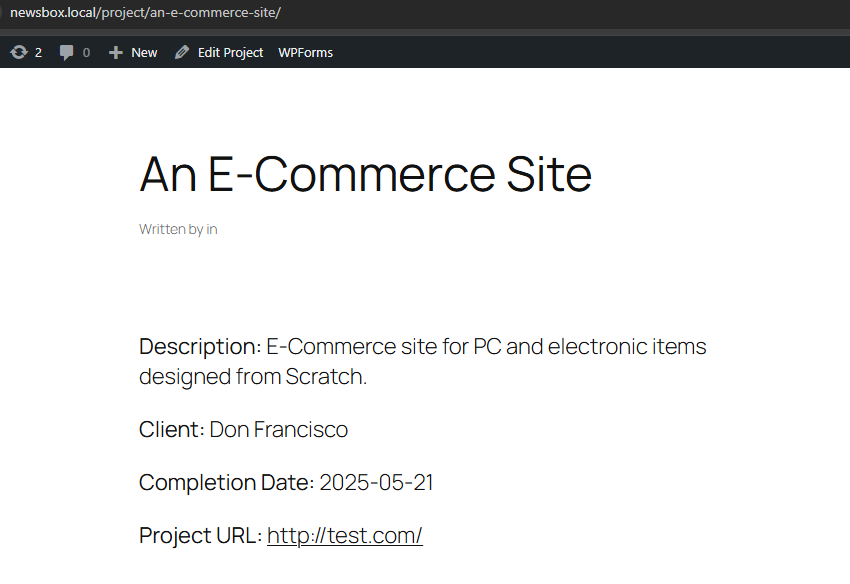 newsbox.local/project/an-e-commerce-site/
2 0 New Edit Project WPForms
An E-Commerce Site
Written by in
Description: E-Commerce site for PC and electronic items
designed from Scratch.
Client: Don Francisco
Completion Date: 2025-05-21
Project URL: http://test.com/